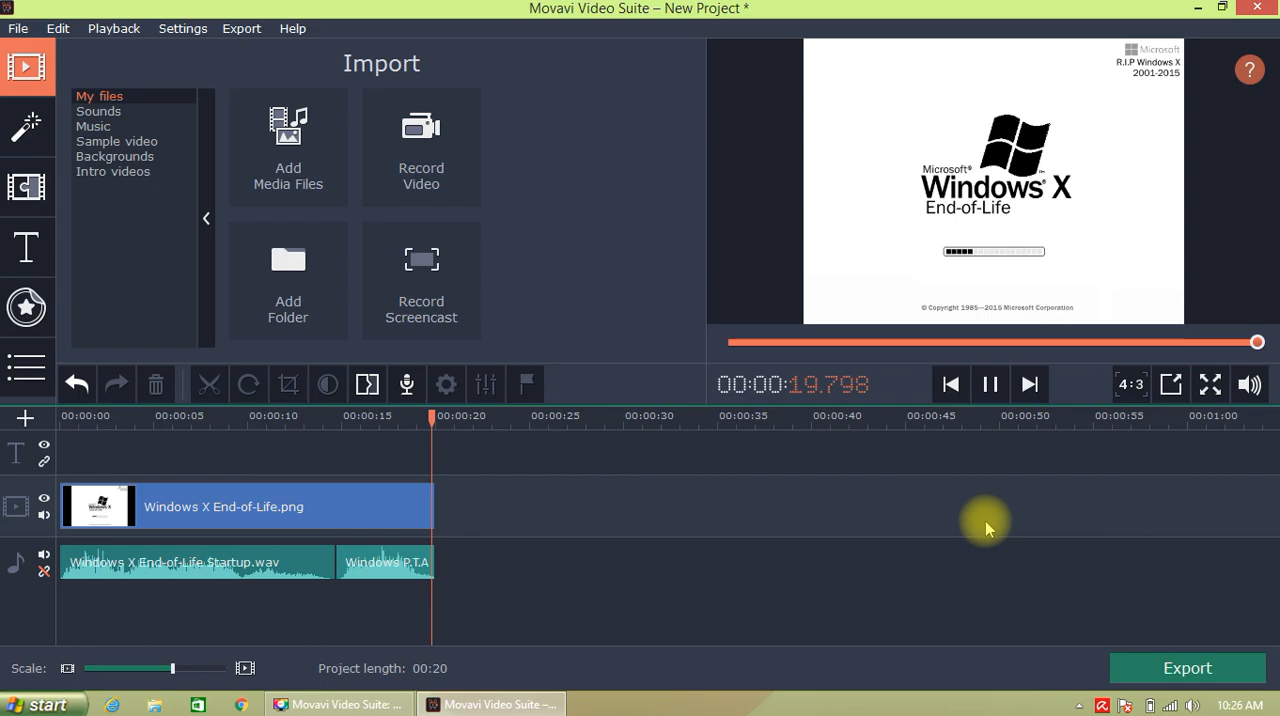 Movavi Video Suite – New Project *
File Edit Playback Settings Export Help
Import
My files
Sounds
Music
Sample video
Backgrounds
Intro videos
Add
Media Files
Record
Video
Add
Folder
Record
Screencast
Microsoft
R.I.P Windows X
2001-2015
Microsoft®
Windows® X
End-of-Life
© Copyright 1985—2015 Microsoft Corporation
?
00:00:19.798
4:3
00:00:00 00:00:05 00:00:10 00:00:15 00:00:20 00:00:25 00:00:30 00:00:35 00:00:40 00:00:45 00:00:50 00:00:55 00:01:00
T
Windows X End-of-Life.png
Windows X End-of-Life Startup.wav
Windows P.T.A
Scale:
Project length: 00:20
Export
start
Movavi Video Suite: ...
Movavi Video Suite –...
10:26 AM